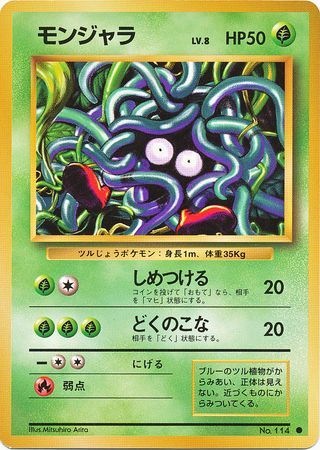 モンジャラ LV.8 HP50
ツルじょうポケモン：身長1m、体重35Kg
しめつける 20
コインを投げて「おもて」なら、相手を
「マヒ」状態にする。
どくのこな 20
相手を「どく」状態にする。
にげる
弱点
ブルーのツル植物が
からみあい、正体は見え
ない。近づくものにから
みついてくる。
Illus.Mitsuhiro Arita
No. 114